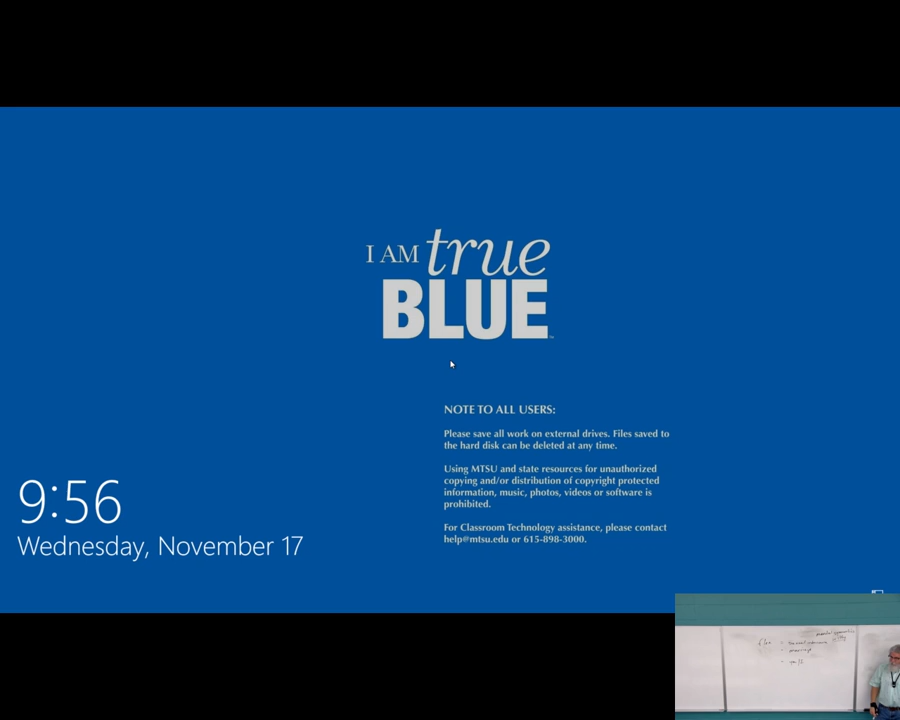 I AM true
BLUE™
NOTE TO ALL USERS:
Please save all work on external drives. Files saved to
the hard disk can be deleted at any time.
Using MTSU and state resources for unauthorized
copying and/or distribution of copyright protected
information, music, photos, videos or software is
prohibited.
For Classroom Technology assistance, please contact
help@mtsu.edu or 615-898-3000.
9:56
Wednesday, November 17